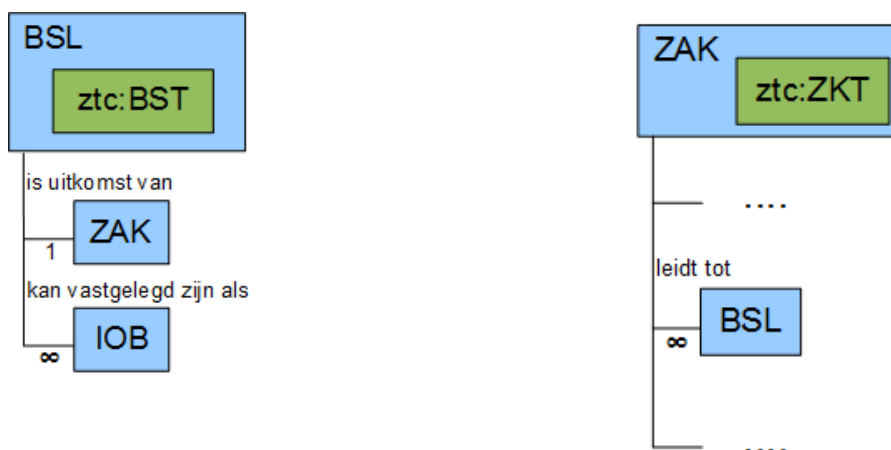 BSL
ztc:BST
is uitkomst van
ZAK
1
kan vastgelegd zijn als
IOB
∞
ZAK
ztc:ZKT
....
leidt tot
BSL
∞
....